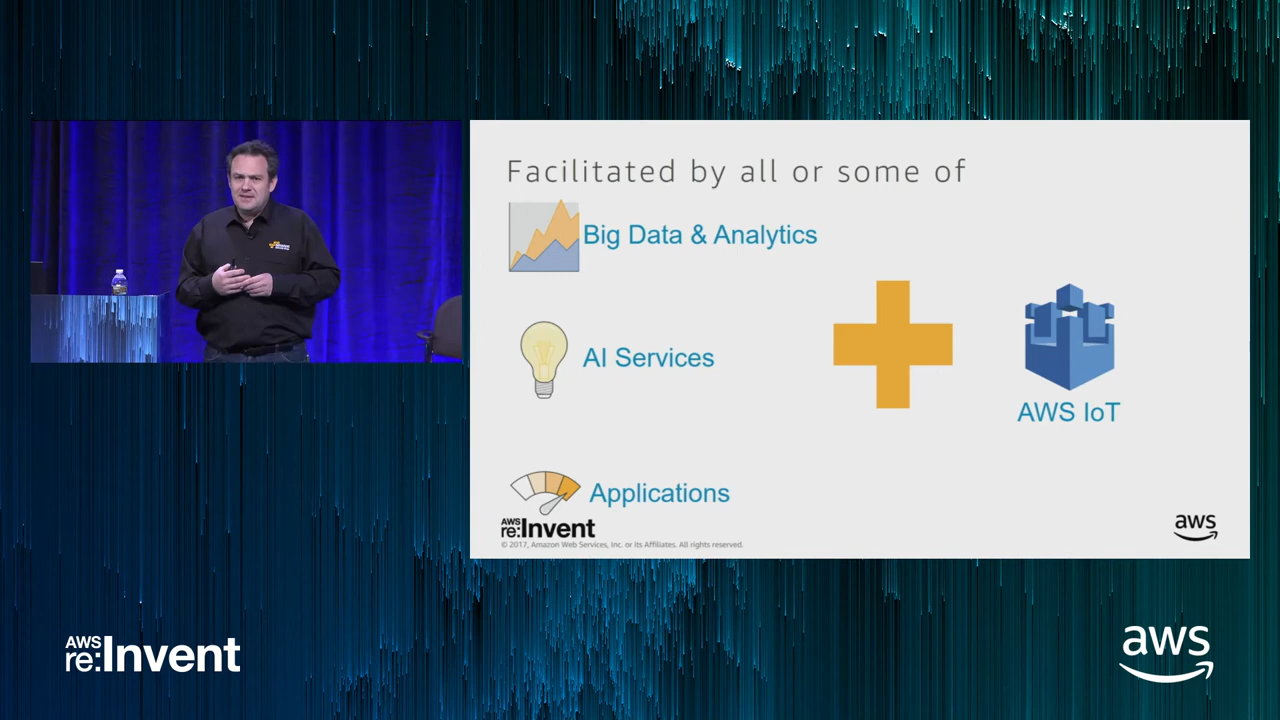 Facilitated by all or some of
Big Data & Analytics
AI Services
AWS IoT
Applications
AWS
re:Invent
© 2017, Amazon Web Services, Inc. or its Affiliates. All rights reserved.
aws
AWS
re:Invent
aws